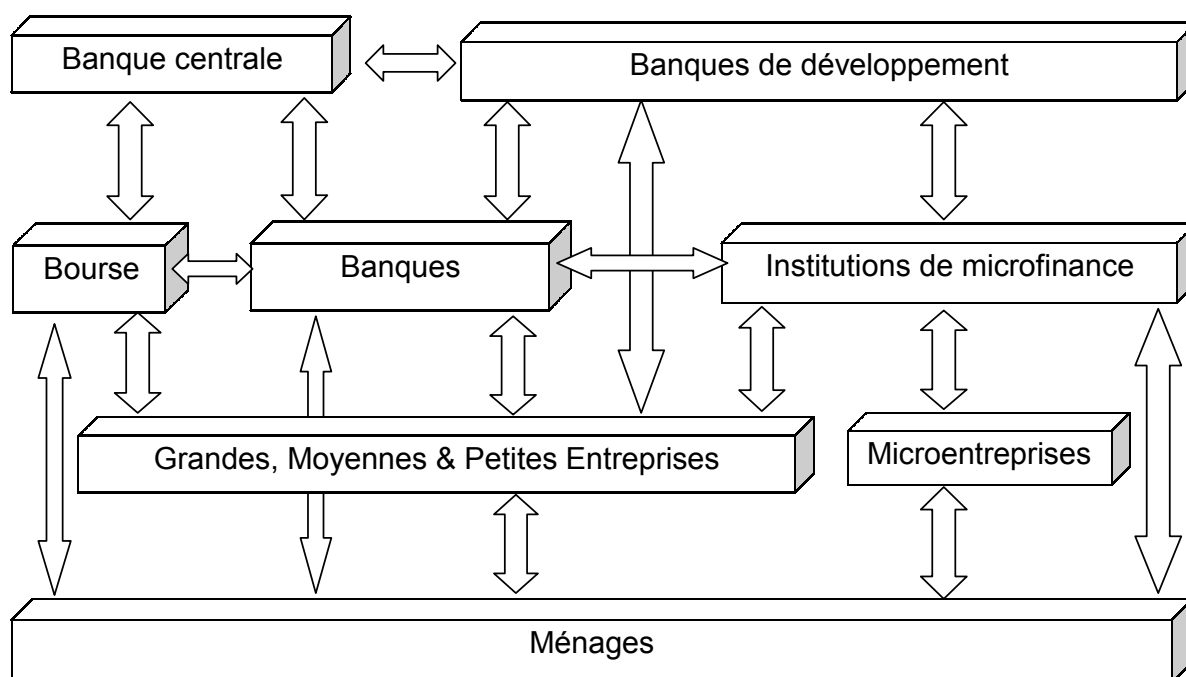 Banque centrale
Banques de développement
Bourse
Banques
Institutions de microfinance
Grandes, Moyennes & Petites Entreprises
Microentreprises
Ménages